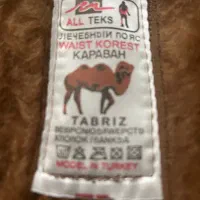 ALL TEKS
ЛЕЧЕБНЫЙ ПОЯС
WAIST KOREST
КАРАВАН
TABRIZ
MODEL IN TURKEY